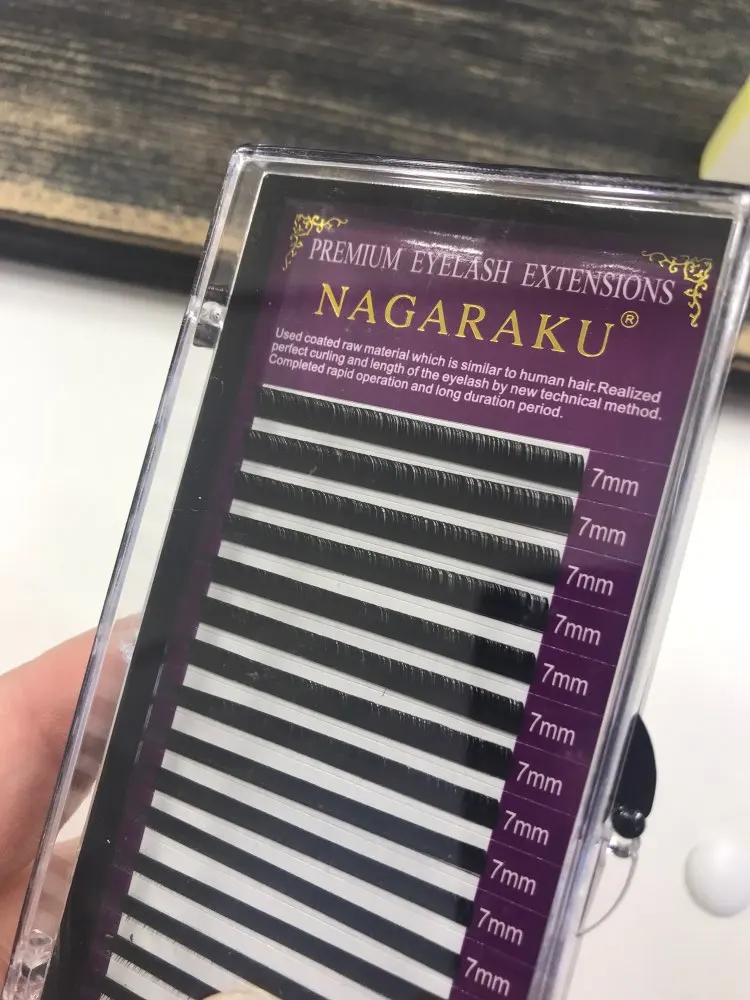 PREMIUM EYELASH EXTENSIONS
NAGARAKU®
Used coated raw material which is similar to human hair.Realized
perfect curling and length of the eyelash by new technical method.
Completed rapid operation and long duration period.
7mm
7mm
7mm
7mm
7mm
7mm
7mm
7mm
7mm
7mm
7mm